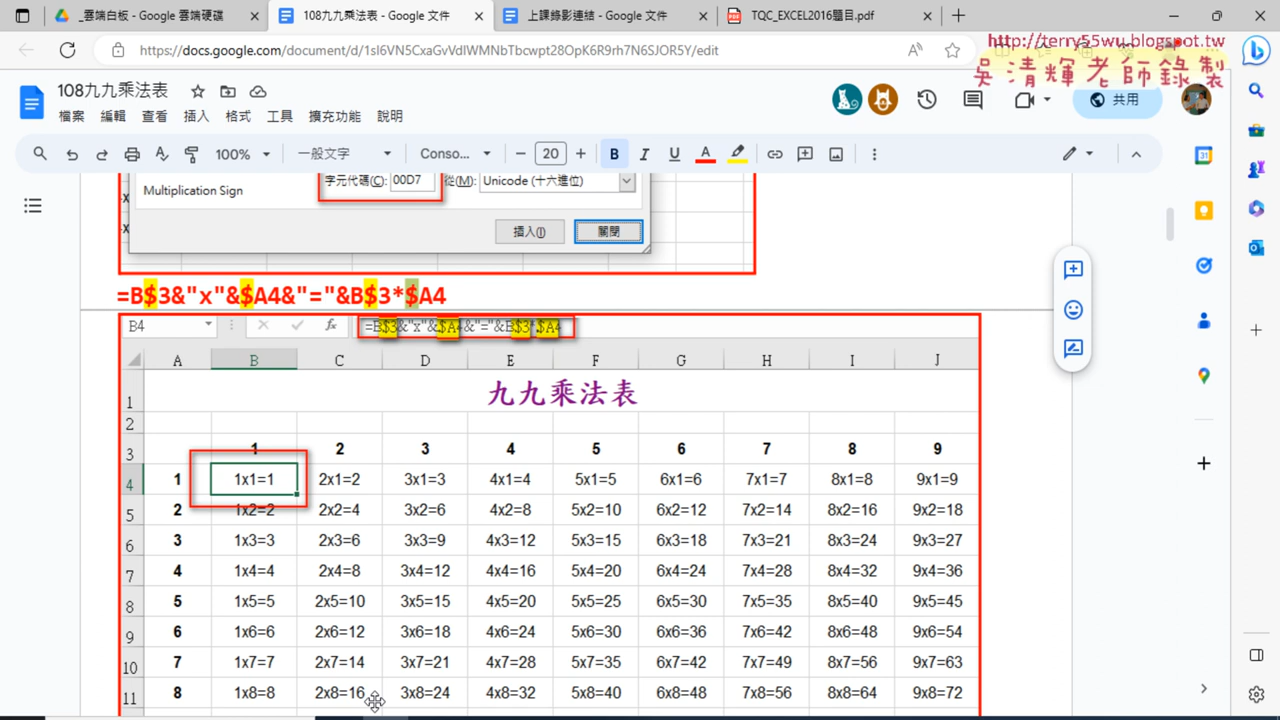 _雲端白板 - Google 雲端硬碟
108九九乘法表 - Google 文件
上課錄影連結 - Google 文件
TQC_EXCEL2016題目.pdf
https://docs.google.com/document/d/1sI6VN5CxaGvVdIWMNbTbcwpt28OpK6R9rh7N6SJOR5Y/edit
http://terry55wu.blogspot.tw
吳清輝老師錄製
108九九乘法表
共用
檔案 編輯 查看 插入 格式 工具 擴充功能 說明
100% 一般文字 Conso... 20 B I U A
Multiplication Sign
字元代碼(C): 00D7 從(M): Unicode (十六進位)
插入(I) 關閉
=B$3&"x"&$A4&"="&B$3*$A4
B4 fx =B$3&"x"&$A4&"="&B$3*$A4
A B C D E F G H I J
1 九九乘法表
2
3 1 2 3 4 5 6 7 8 9
4 1 1x1=1 2x1=2 3x1=3 4x1=4 5x1=5 6x1=6 7x1=7 8x1=8 9x1=9
5 2 1x2=2 2x2=4 3x2=6 4x2=8 5x2=10 6x2=12 7x2=14 8x2=16 9x2=18
6 3 1x3=3 2x3=6 3x3=9 4x3=12 5x3=15 6x3=18 7x3=21 8x3=24 9x3=27
7 4 1x4=4 2x4=8 3x4=12 4x4=16 5x4=20 6x4=24 7x4=28 8x4=32 9x4=36
8 5 1x5=5 2x5=10 3x5=15 4x5=20 5x5=25 6x5=30 7x5=35 8x5=40 9x5=45
9 6 1x6=6 2x6=12 3x6=18 4x6=24 5x6=30 6x6=36 7x6=42 8x6=48 9x6=54
10 7 1x7=7 2x7=14 3x7=21 4x7=28 5x7=35 6x7=42 7x7=49 8x7=56 9x7=63
11 8 1x8=8 2x8=16 3x8=24 4x8=32 5x8=40 6x8=48 7x8=56 8x8=64 9x8=72